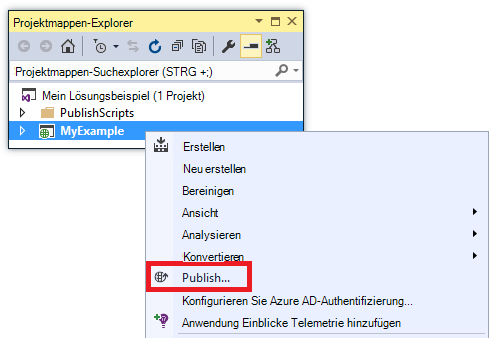 Projektmappen-Explorer
Projektmappen-Suchexplorer (STRG +;)
Mein Lösungsbeispiel (1 Projekt)
PublishScripts
MyExample
Erstellen
Neu erstellen
Bereinigen
Ansicht
Analysieren
Konvertieren
Publish...
Konfigurieren Sie Azure AD-Authentifizierung...
Anwendung Einblicke Telemetrie hinzufügen